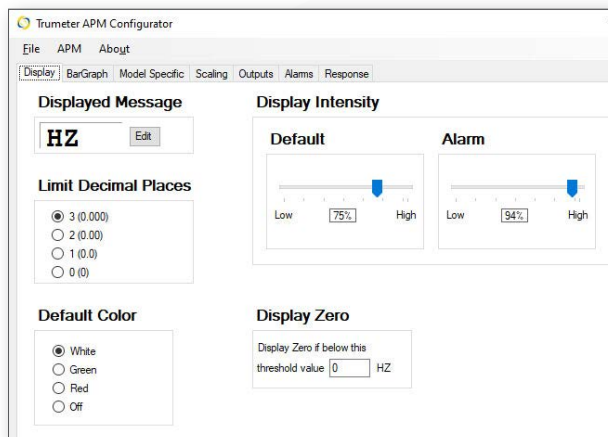 Trumeter APM Configurator
File APM About
Display BarGraph Model Specific Scaling Outputs Alarms Response
Displayed Message
HZ Edit
Limit Decimal Places
3 (0.000)
2 (0.00)
1 (0.0)
0 (0)
Default Color
White
Green
Red
Off
Display Intensity
Default
Low 75% High
Alarm
Low 94% High
Display Zero
Display Zero if below this
threshold value 0 HZ